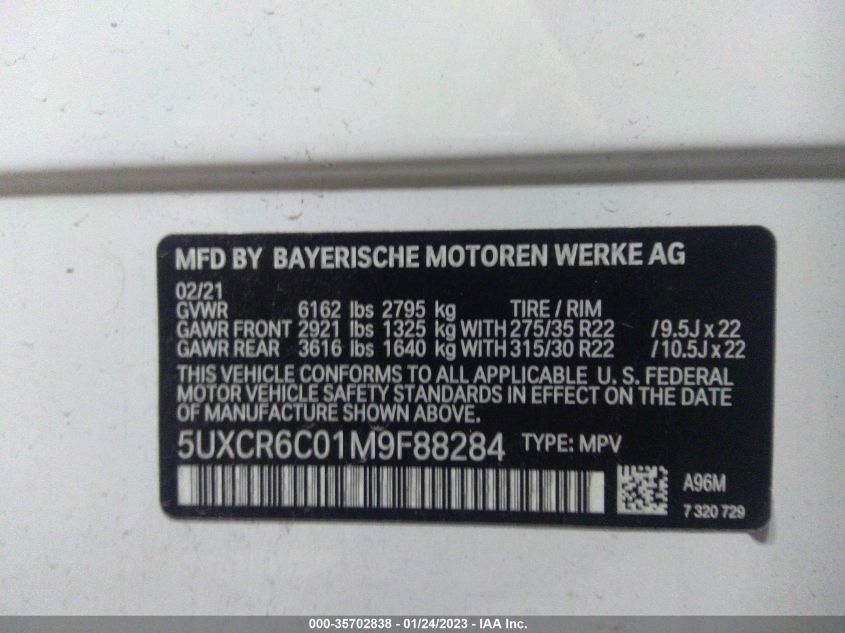 MFD BY BAYERISCHE MOTOREN WERKE AG
02/21
GVWR 6162 lbs 2795 kg TIRE / RIM
GAWR FRONT 2921 lbs 1325 kg WITH 275/35 R22 / 9.5J x 22
GAWR REAR 3616 lbs 1640 kg WITH 315/30 R22 / 10.5J x 22
THIS VEHICLE CONFORMS TO ALL APPLICABLE U. S. FEDERAL
MOTOR VEHICLE SAFETY STANDARDS IN EFFECT ON THE DATE
OF MANUFACTURE SHOWN ABOVE.
5UXCR6C01M9F88284 TYPE: MPV
A96M
7 320 729
000-35702838 - 01/24/2023 - IAA Inc.